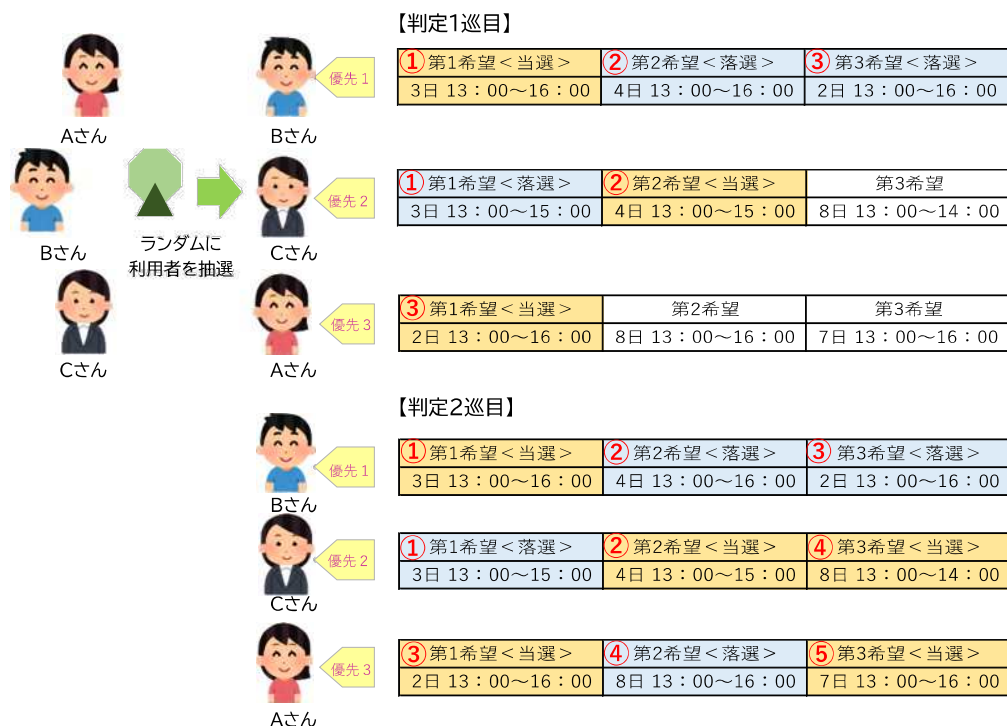 【判定1巡目】
Aさん
Bさん
Cさん
ランダムに
利用者を抽選
Bさん
優先1
①第1希望<当選> ②第2希望<落選> ③第3希望<落選>
3日 13:00~16:00 4日 13:00~16:00 2日 13:00~16:00
Cさん
優先2
①第1希望<落選> ②第2希望<当選> 第3希望
3日 13:00~15:00 4日 13:00~15:00 8日 13:00~14:00
Aさん
優先3
③第1希望<当選> 第2希望 第3希望
2日 13:00~16:00 8日 13:00~16:00 7日 13:00~16:00
【判定2巡目】
Bさん
優先1
①第1希望<当選> ②第2希望<落選> ③第3希望<落選>
3日 13:00~16:00 4日 13:00~16:00 2日 13:00~16:00
Cさん
優先2
①第1希望<落選> ②第2希望<当選> ④第3希望<当選>
3日 13:00~15:00 4日 13:00~15:00 8日 13:00~14:00
Aさん
優先3
③第1希望<当選> ④第2希望<落選> ⑤第3希望<当選>
2日 13:00~16:00 8日 13:00~16:00 7日 13:00~16:00